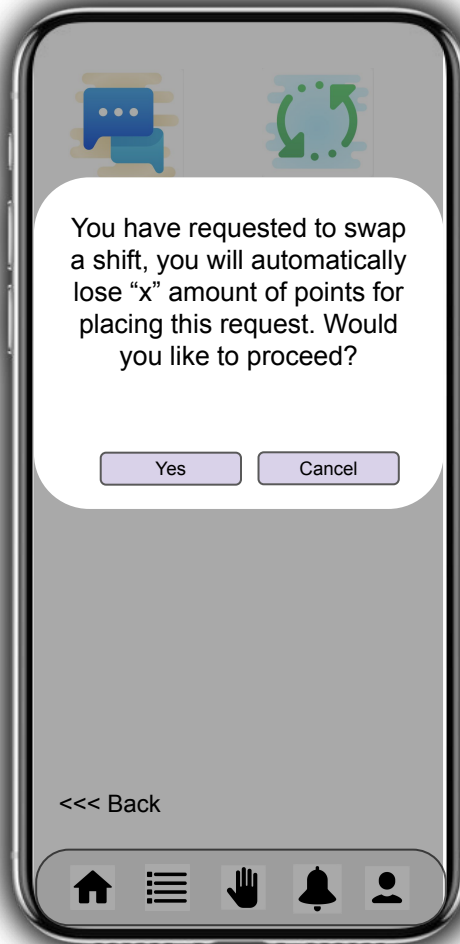 You have requested to swap
a shift, you will automatically
lose “x” amount of points for
placing this request. Would
you like to proceed?
Yes
Cancel
<<< Back